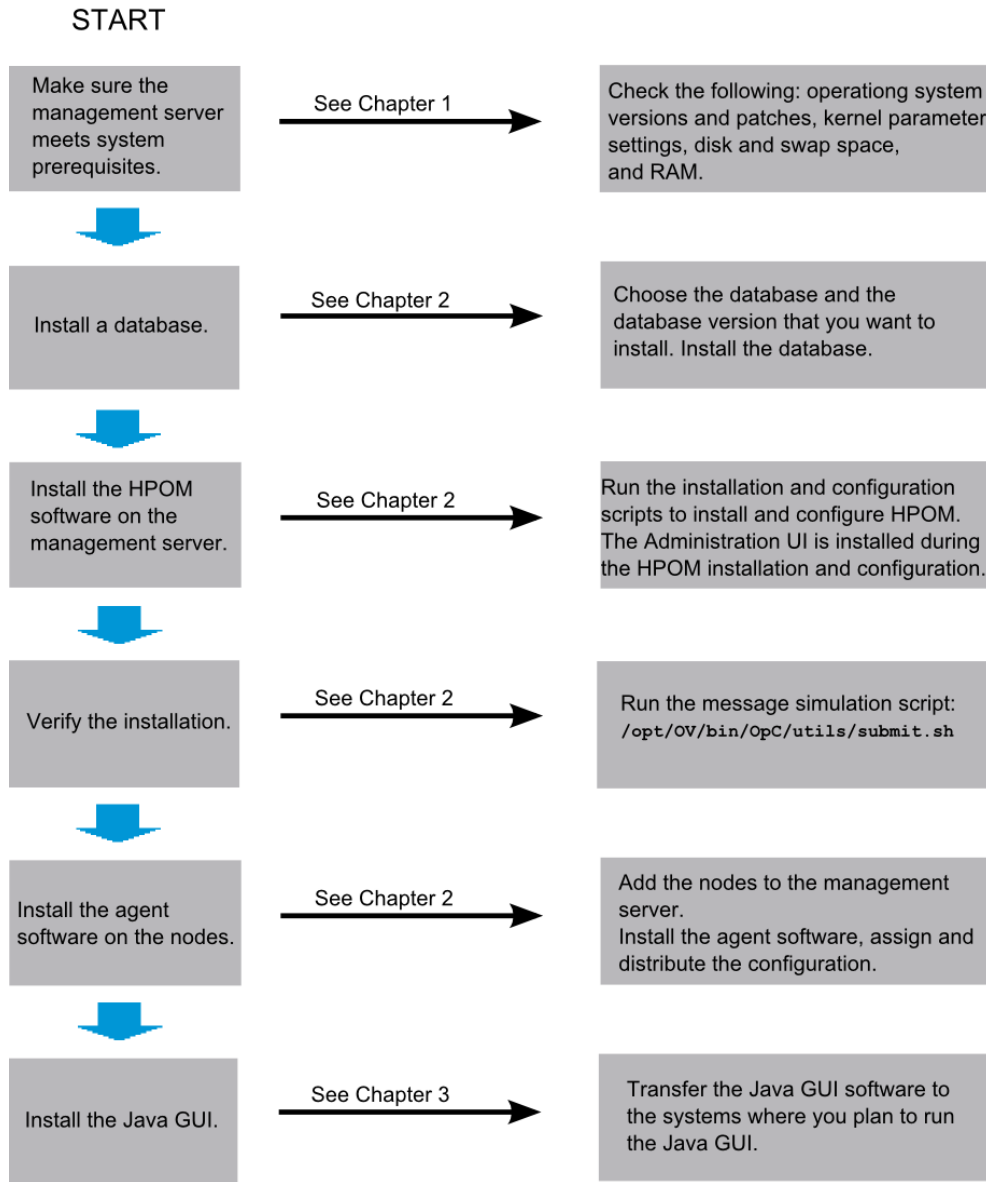 START
Make sure the
management server
meets system
prerequisites.
See Chapter 1
Check the following: operationg system
versions and patches, kernel parameter
settings, disk and swap space,
and RAM.
Install a database.
See Chapter 2
Choose the database and the
database version that you want to
install. Install the database.
Install the HPOM
software on the
management server.
See Chapter 2
Run the installation and configuration
scripts to install and configure HPOM.
The Administration UI is installed during
the HPOM installation and configuration.
Verify the installation.
See Chapter 2
Run the message simulation script:
/opt/OV/bin/OpC/utils/submit.sh
Install the agent
software on the nodes.
See Chapter 2
Add the nodes to the management
server.
Install the agent software, assign and
distribute the configuration.
Install the Java GUI.
See Chapter 3
Transfer the Java GUI software to
the systems where you plan to run
the Java GUI.